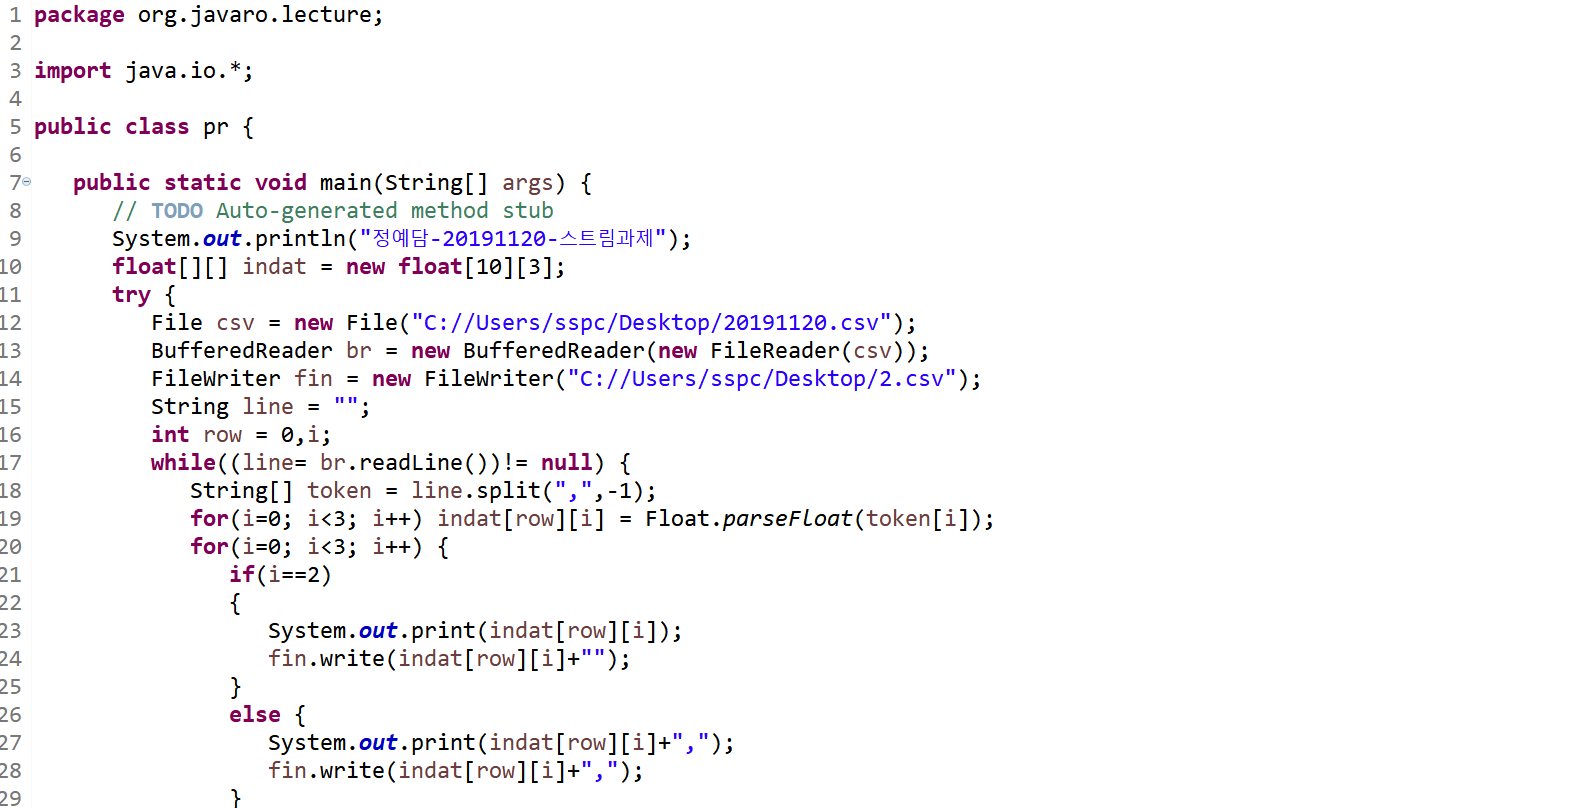 1 package org.javaro.lecture;
2
3 import java.io.*;
4
5 public class pr {
6
7 public static void main(String[] args) {
8 // TODO Auto-generated method stub
9 System.out.println("정예담-20191120-스트림과제");
10 float[][] indat = new float[10][3];
11 try {
12 File csv = new File("C://Users/sspc/Desktop/20191120.csv");
13 BufferedReader br = new BufferedReader(new FileReader(csv));
14 FileWriter fin = new FileWriter("C://Users/sspc/Desktop/2.csv");
15 String line = "";
16 int row = 0,i;
17 while((line= br.readLine())!= null) {
18 String[] token = line.split(",",-1);
19 for(i=0; i<3; i++) indat[row][i] = Float.parseFloat(token[i]);
20 for(i=0; i<3; i++) {
21 if(i==2)
22 {
23 System.out.print(indat[row][i]);
24 fin.write(indat[row][i]+"");
25 }
26 else {
27 System.out.print(indat[row][i]+",");
28 fin.write(indat[row][i]+",");
29 }